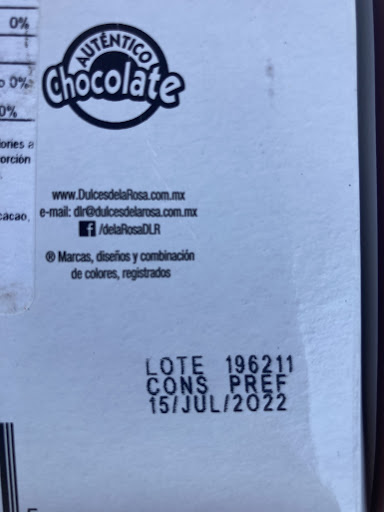 0%
0%
0%
ories a
orción
cacao,
AUTÉNTICO
Chocolate
www.DulcesdelaRosa.com.mx
e-mail: dlr@dulcesdelarosa.com.mx
f /delaRosaDLR
® Marcas, diseños y combinación
de colores, registrados
LOTE 196211
CONS PREF
15/JUL/2022